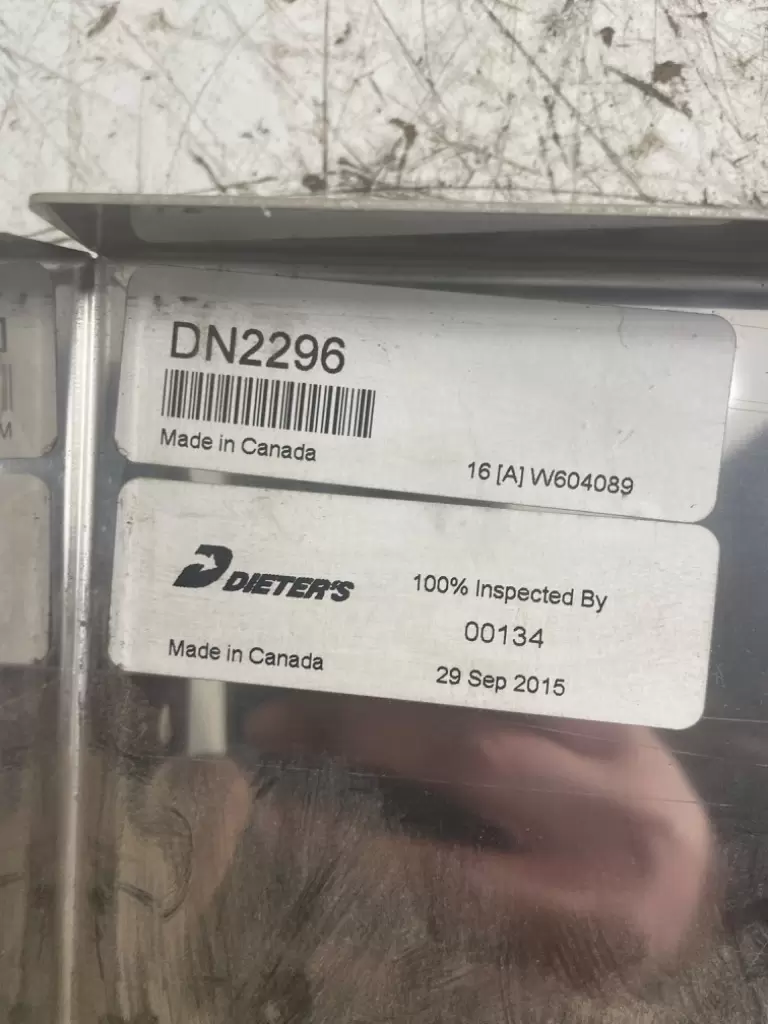 DN2296
Made in Canada
16 [A] W604089
DIETER'S
100% Inspected By
00134
Made in Canada
29 Sep 2015